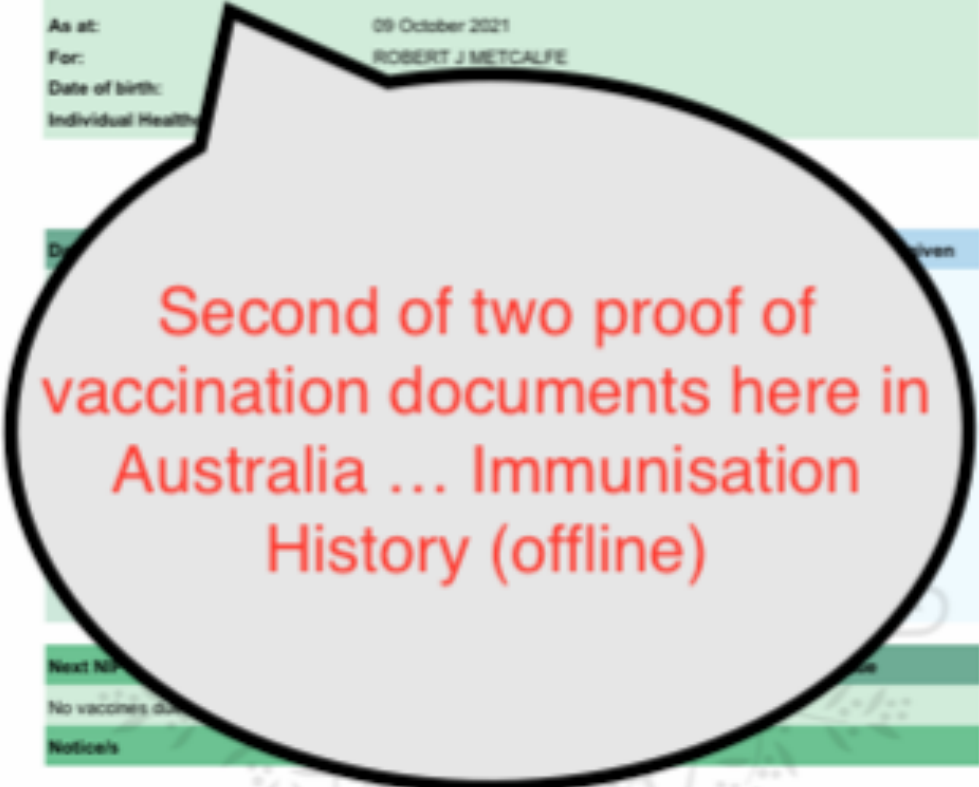 As at: 09 October 2021
For: ROBERT J METCALFE
Date of birth:
Individual Health
given
Second of two proof of
vaccination documents here in
Australia ... Immunisation
History (offline)
Next NIP
No vaccines
Notice/s